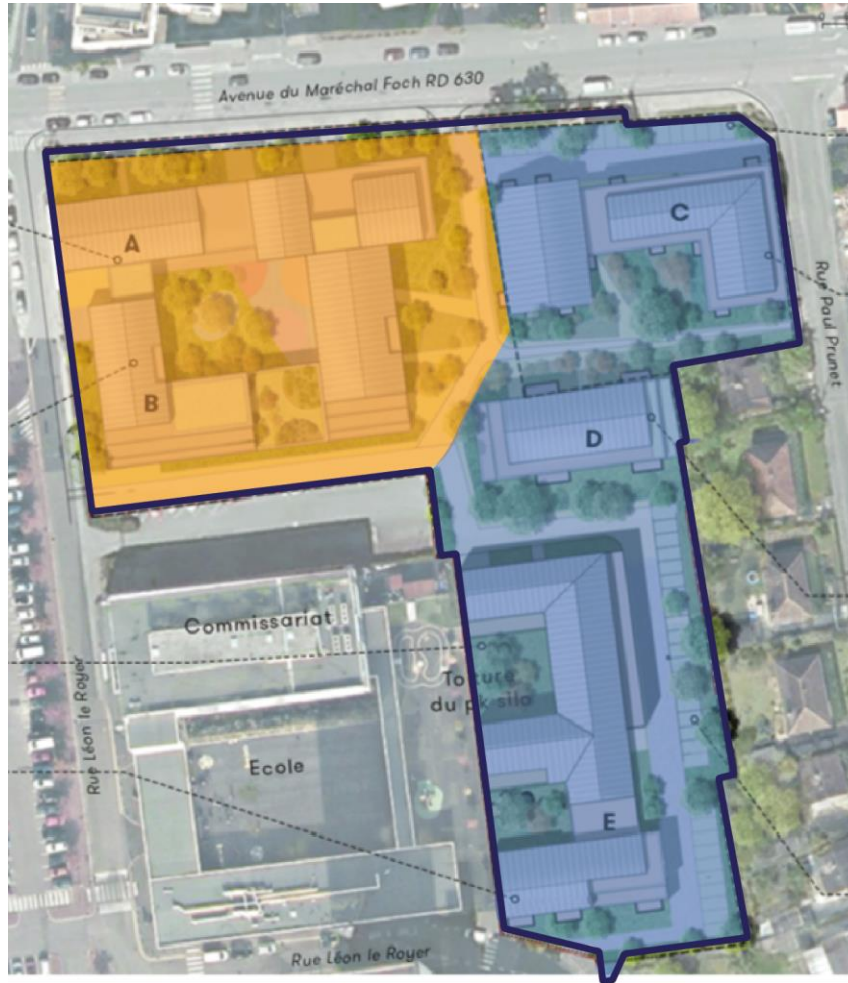 Avenue du Maréchal Foch RD 630
A
C
Rue Paul Prunet
B
D
Commissariat
Toiture
du pk silo
Rue Léon le Royer
Ecole
E
Rue Léon le Royer